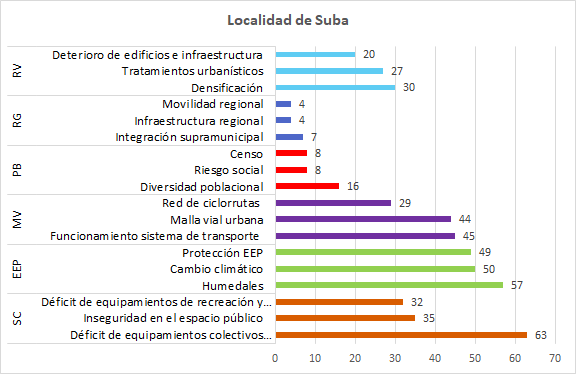 Localidad de Suba
RV
Deterioro de edificios e infraestructura 20
Tratamientos urbanísticos 27
Densificación 30
RG
Movilidad regional 4
Infraestructura regional 4
Integración supramunicipal 7
PB
Censo 8
Riesgo social 8
Diversidad poblacional 16
MV
Red de ciclorrutas 29
Malla vial urbana 44
Funcionamiento sistema de transporte 45
EEP
Protección EEP 49
Cambio climático 50
Humedales 57
SC
Déficit de equipamientos de recreación y... 32
Inseguridad en el espacio público 35
Déficit de equipamientos colectivos... 63
0 10 20 30 40 50 60 70